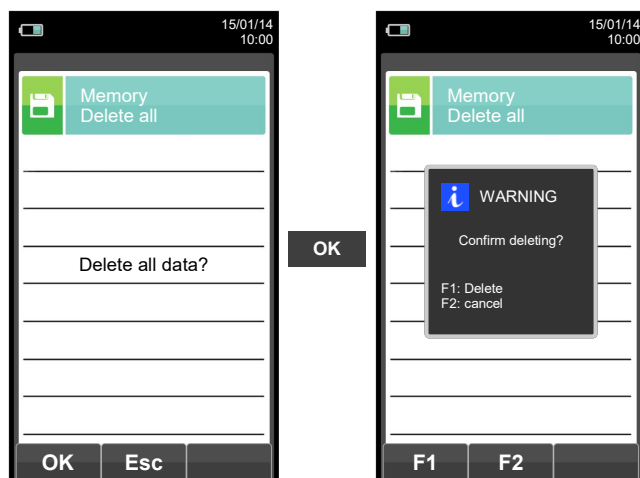 15/01/14
10:00
Memory
Delete all
Delete all data?
OK
Esc
OK
15/01/14
10:00
Memory
Delete all
i WARNING
Confirm deleting?
F1: Delete
F2: cancel
F1
F2